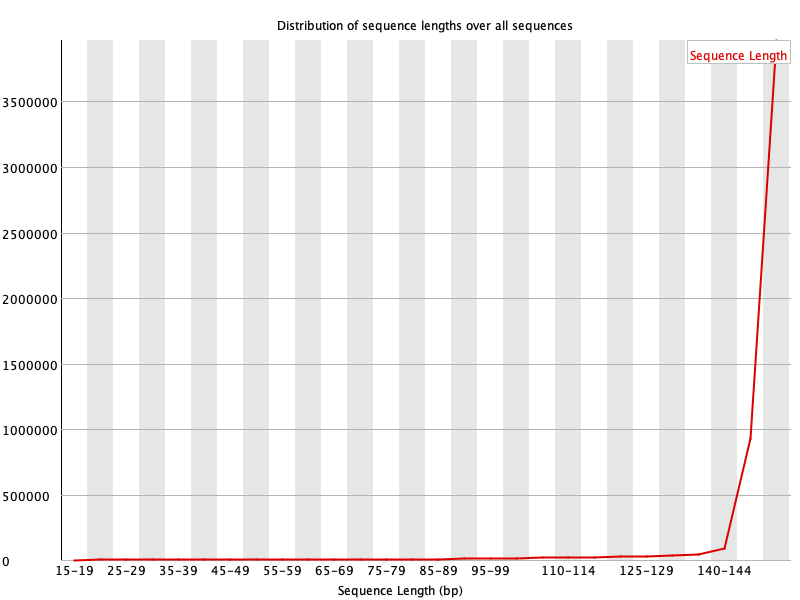 Distribution of sequence lengths over all sequences
Sequence Length
3500000
3000000
2500000
2000000
1500000
1000000
500000
0
15-19 25-29 35-39 45-49 55-59 65-69 75-79 85-89 95-99 110-114 125-129 140-144
Sequence Length (bp)